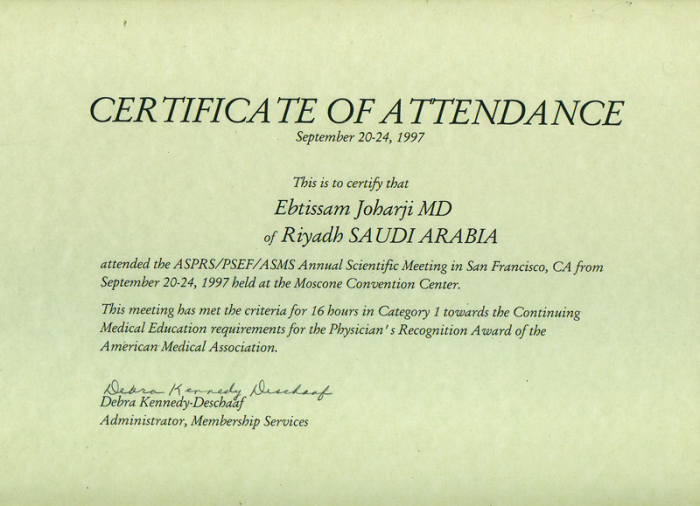 CERTIFICATE OF ATTENDANCE
September 20-24, 1997
This is to certify that
Ebtissam Joharji MD
of Riyadh SAUDI ARABIA
attended the ASPRS/PSEF/ASMS Annual Scientific Meeting in San Francisco, CA from
September 20-24, 1997 held at the Moscone Convention Center.
This meeting has met the criteria for 16 hours in Category 1 towards the Continuing
Medical Education requirements for the Physician's Recognition Award of the
American Medical Association.
Debra Kennedy Deschaaf
Debra Kennedy-Deschaaf
Administrator, Membership Services